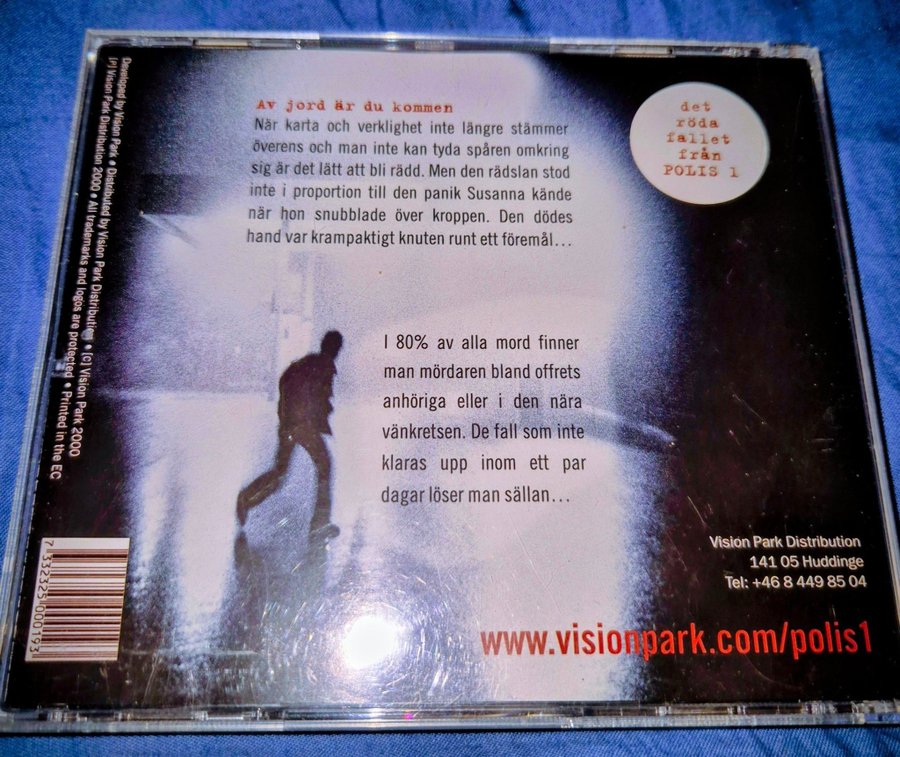 Av jord är du kommen
När karta och verklighet inte längre stämmer
överens och man inte kan tyda spåren omkring
sig är det lätt att bli rädd. Men den rädslan stod
inte i proportion till den panik Susanna kände
när hon snubblade över kroppen. Den dödes
hand var krampaktigt knuten runt ett föremål...
det
röda
fallet
från
POLIS 1
I 80% av alla mord finner
man mördaren bland offrets
anhöriga eller i den nära
vänkretsen. De fall som inte
klaras upp inom ett par
dagar löser man sällan...
Vision Park Distribution
141 05 Huddinge
Tel: +46 8 449 85 04
www.visionpark.com/polis1
Developed by Vision Park • Distributed by Vision Park Distribution • (C) Vision Park 2000
(P) Vision Park Distribution 2000 • All trademarks and logos are protected • Printed in the EC
7 332325 000193